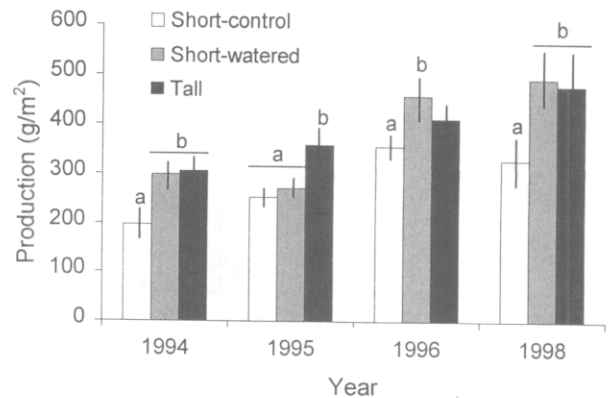 600
500
400
300
200
100
0
Production (g/m²)
Short-control
Short-watered
Tall
a
b
a
b
a
b
a
b
1994
1995
1996
1998
Year